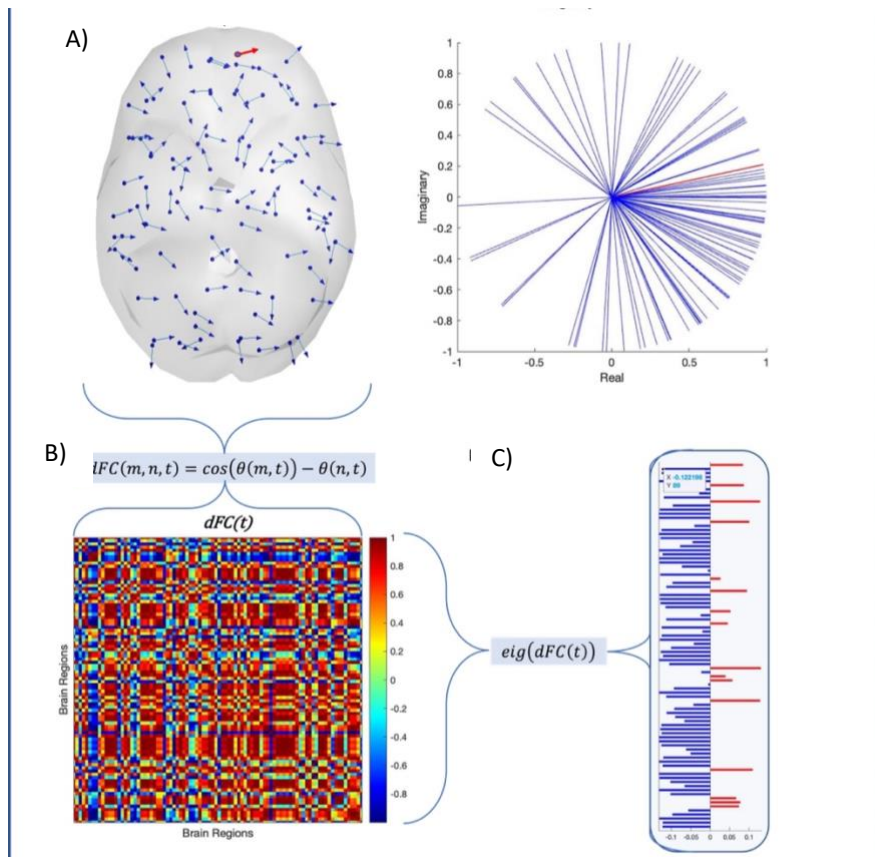 A)
1
0.8
0.6
0.4
0.2
0
-0.2
-0.4
-0.6
-0.8
-1
Imaginary
-1
-0.5
0
0.5
1
Real
B)
dFC(m, n, t) = cos(θ(m, t)) − θ(n, t)
dFC(t)
Brain Regions
Brain Regions
1
0.8
0.6
0.4
0.2
0
-0.2
-0.4
-0.6
-0.8
eig(dFC(t))
C)
X -0.122198
Y 89
-0.1
-0.05
0
0.05
0.1